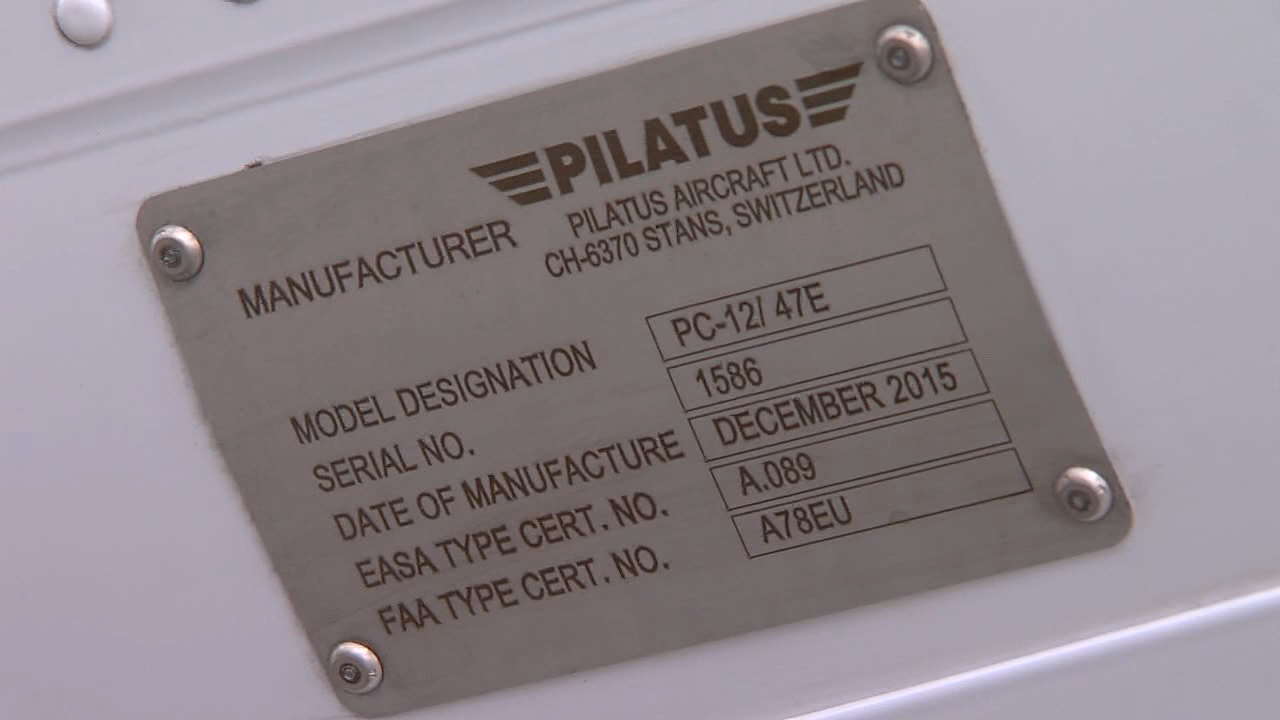 PILATUS
MANUFACTURER PILATUS AIRCRAFT LTD.
CH-6370 STANS, SWITZERLAND
MODEL DESIGNATION PC-12/ 47E
SERIAL NO. 1586
DATE OF MANUFACTURE DECEMBER 2015
EASA TYPE CERT. NO. A.089
FAA TYPE CERT. NO. A78EU